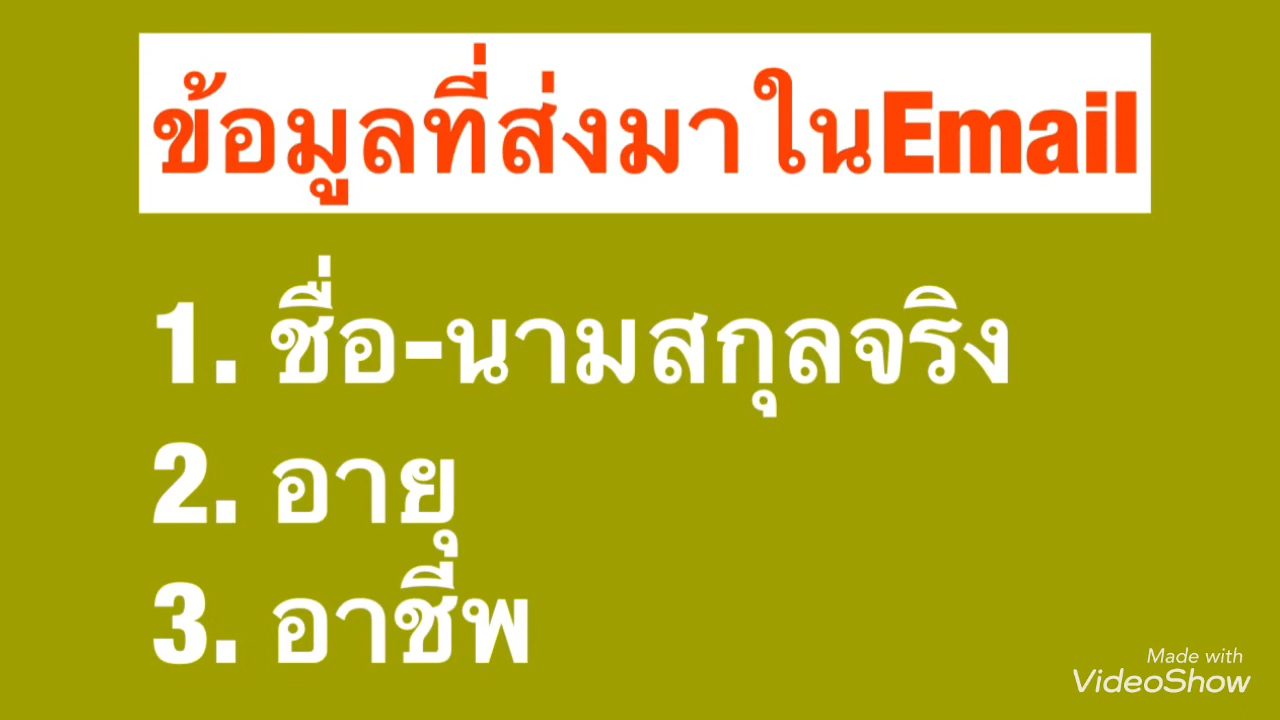 ข้อมูลที่ส่งมาในEmail
1. ชื่อ-นามสกุลจริง
2. อายุ
3. อาชีพ
Made with
VideoShow